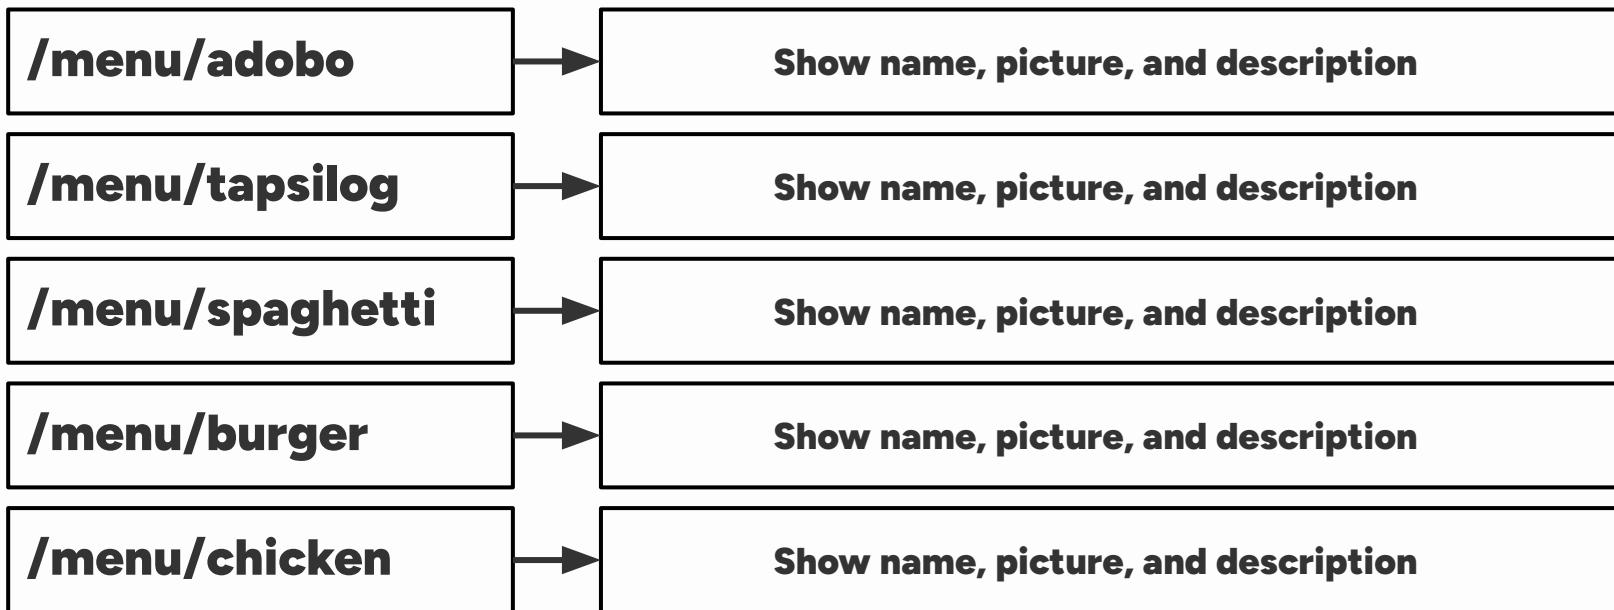 /menu/adobo
Show name, picture, and description
/menu/tapsilog
Show name, picture, and description
/menu/spaghetti
Show name, picture, and description
/menu/burger
Show name, picture, and description
/menu/chicken
Show name, picture, and description